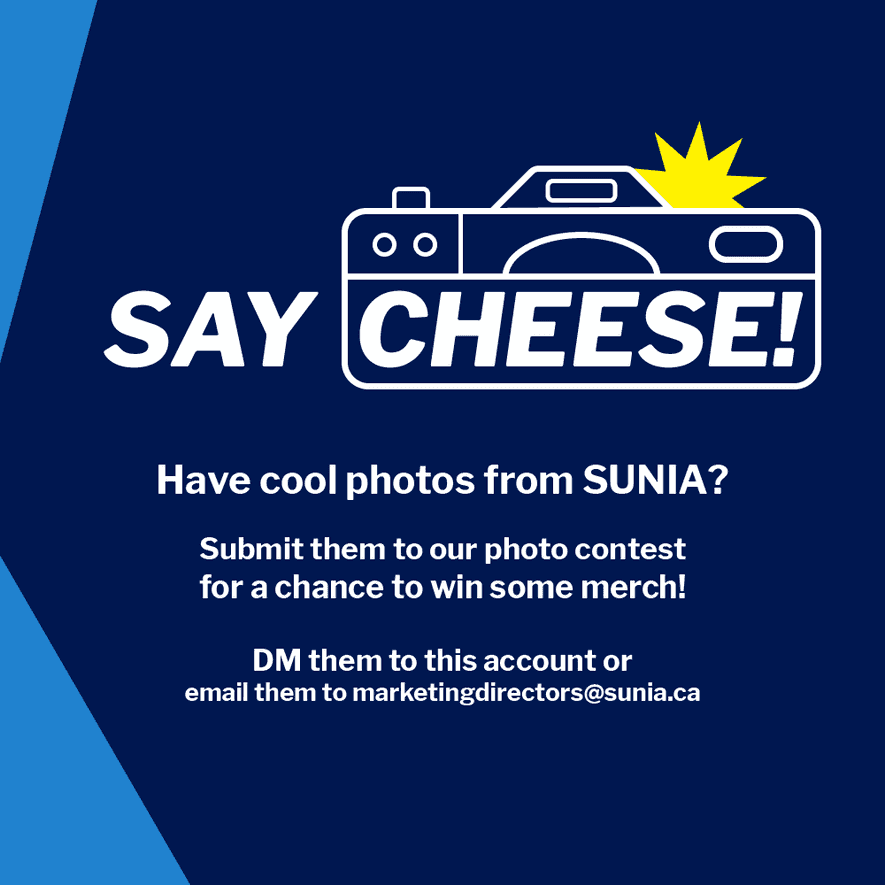 SAY CHEESE!
Have cool photos from SUNIA?
Submit them to our photo contest
for a chance to win some merch!
DM them to this account or
email them to marketingdirectors@sunia.ca